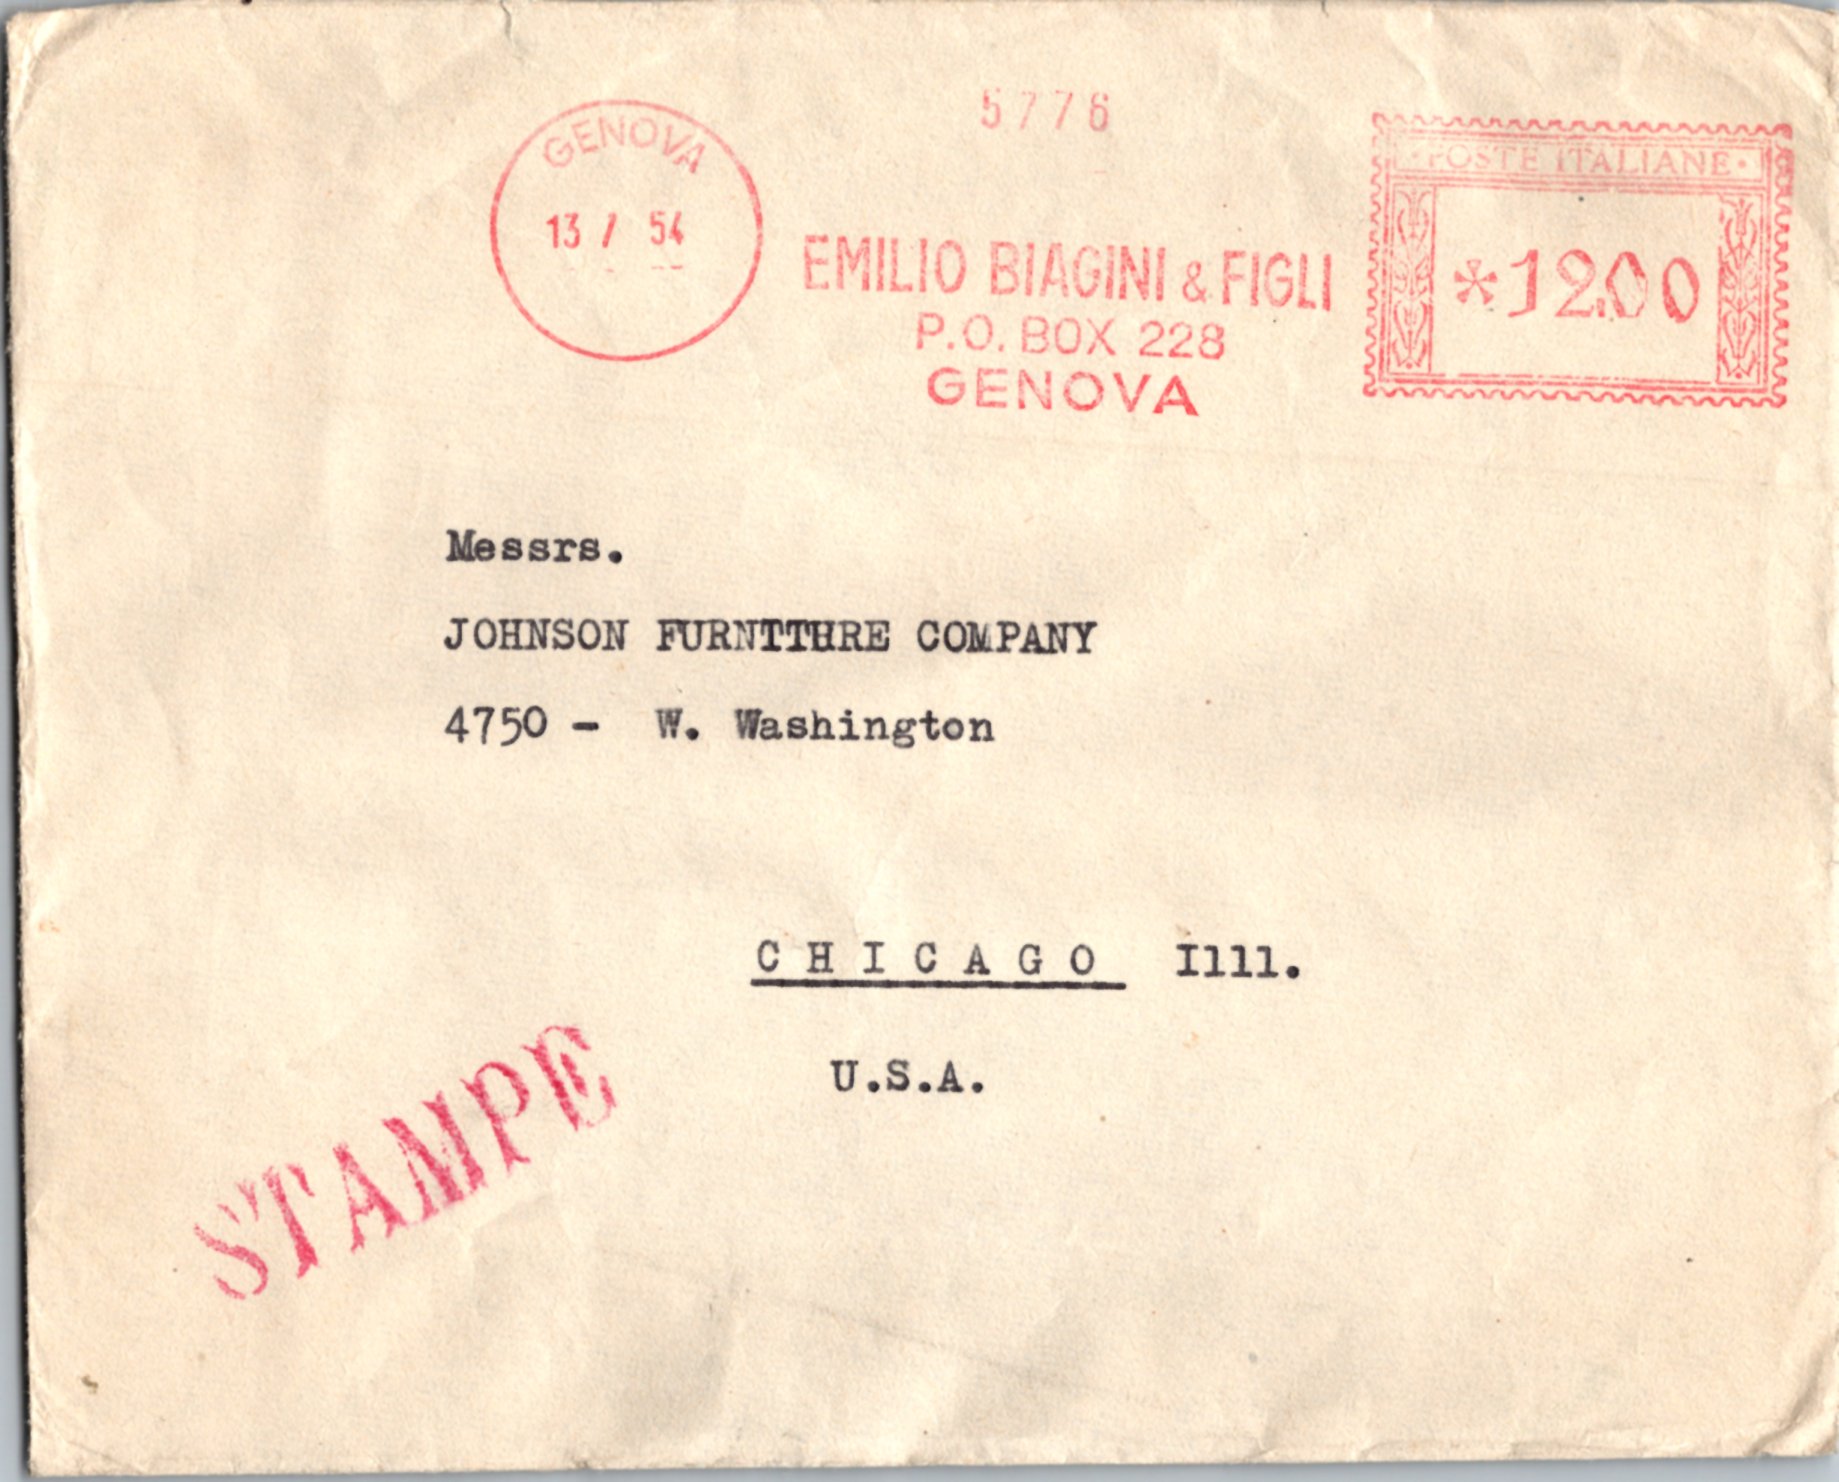 5776
GENOVA
13 7 54
EMILIO BIAGINI & FIGLI
P.O. BOX 228
GENOVA
· POSTE ITALIANE ·
*12.00
Messrs.
JOHNSON FURNTTHRE COMPANY
4750 - W. Washington
CHICAGO Illl.
U.S.A.
STAMPE